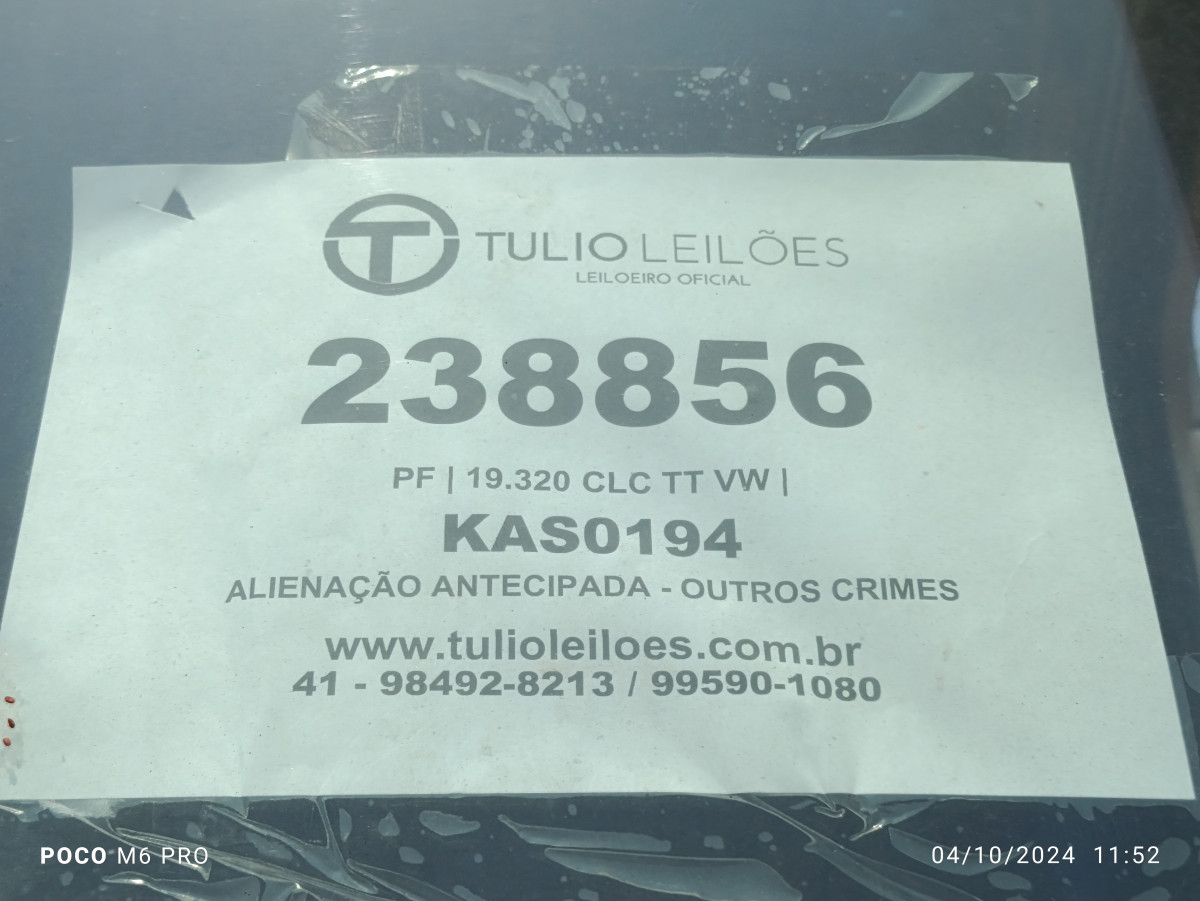 TULIO LEILÕES
LEILOEIRO OFICIAL
238856
PF | 19.320 CLC TT VW |
KAS0194
ALIENAÇÃO ANTECIPADA - OUTROS CRIMES
www.tulioleiloes.com.br
41 - 98492-8213 / 99590-1080
POCO M6 PRO
04/10/2024 11:52